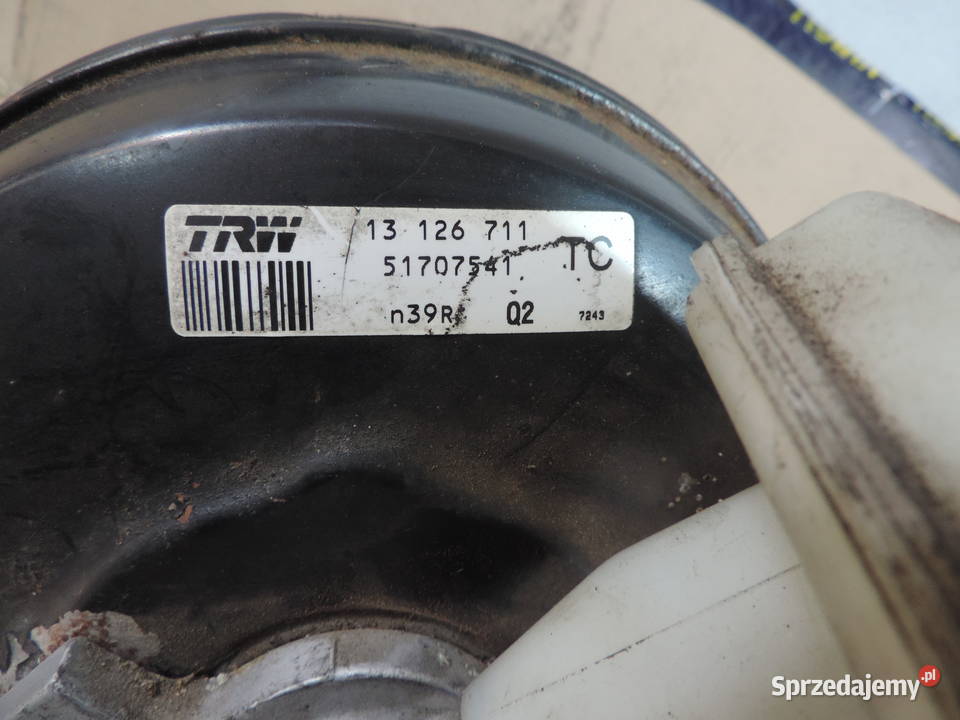 TRW 13 126 711
51707541 TC
n39R Q2 7243
Sprzedajemy.pl